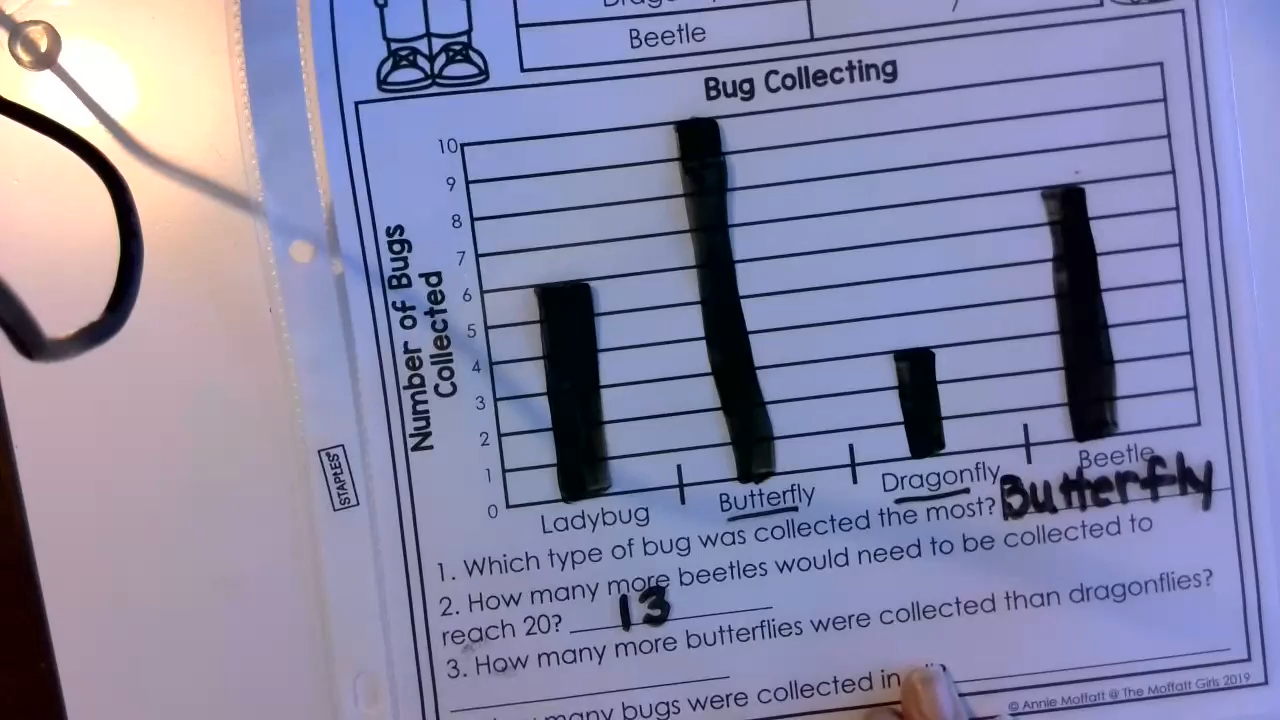 Beetle
Bug Collecting
Number of Bugs
Collected
10
9
8
7
6
5
4
3
2
1
0
Ladybug
Butterfly
Dragonfly
Beetle
1. Which type of bug was collected the most? Butterfly
2. How many more beetles would need to be collected to
reach 20? 13
3. How many more butterflies were collected than dragonflies?
many bugs were collected in
© Annie Moffatt @ The Moffatt Girls 2019
STAPLES